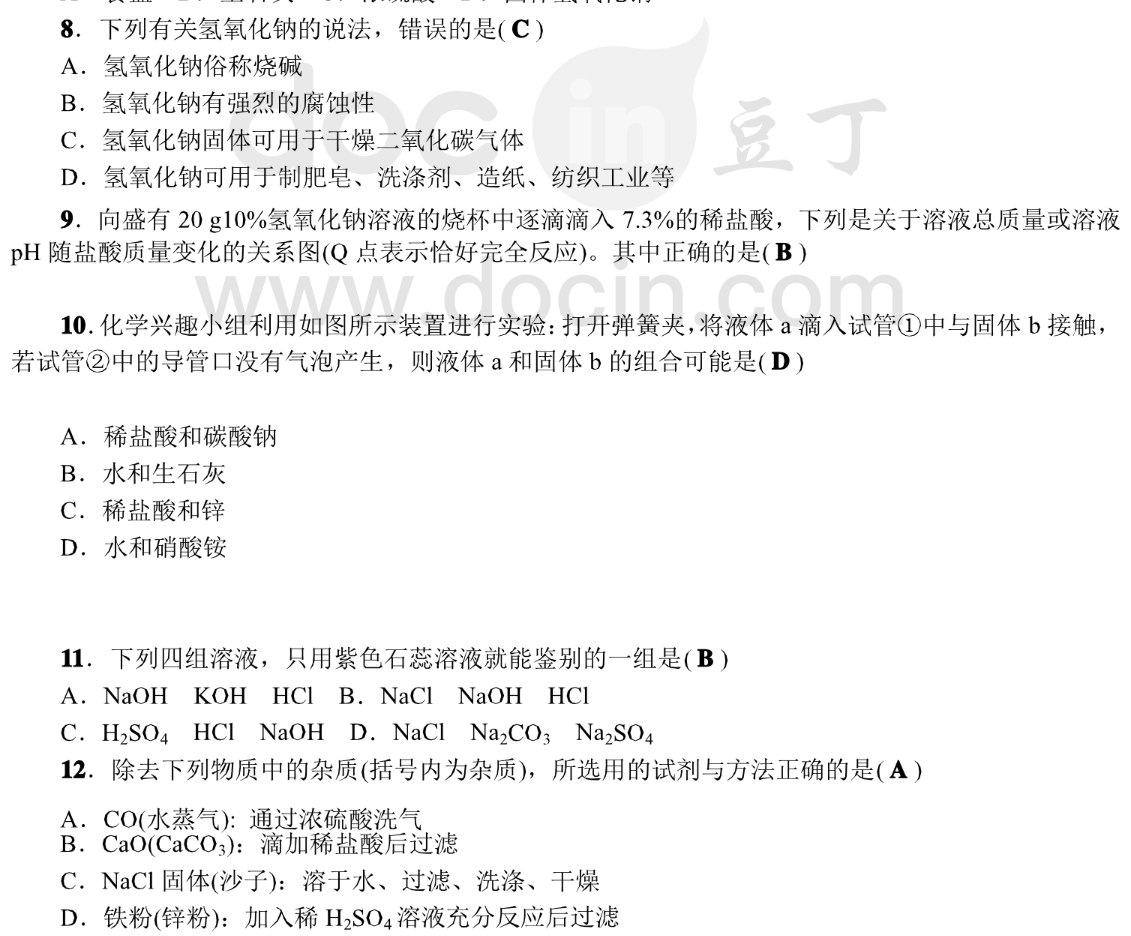 8．下列有关氢氧化钠的说法，错误的是( C )
A．氢氧化钠俗称烧碱
B．氢氧化钠有强烈的腐蚀性
C．氢氧化钠固体可用于干燥二氧化碳气体
D．氢氧化钠可用于制肥皂、洗涤剂、造纸、纺织工业等
docin 豆丁
9．向盛有 20 g10%氢氧化钠溶液的烧杯中逐滴滴入 7.3%的稀盐酸，下列是关于溶液总质量或溶液
pH 随盐酸质量变化的关系图(Q 点表示恰好完全反应)。其中正确的是( B )
www.docin.com
10．化学兴趣小组利用如图所示装置进行实验：打开弹簧夹，将液体 a 滴入试管①中与固体 b 接触，
若试管②中的导管口没有气泡产生，则液体 a 和固体 b 的组合可能是( D )
A．稀盐酸和碳酸钠
B．水和生石灰
C．稀盐酸和锌
D．水和硝酸铵
11．下列四组溶液，只用紫色石蕊溶液就能鉴别的一组是( B )
A．NaOH KOH HCl B．NaCl NaOH HCl
C．H₂SO₄ HCl NaOH D．NaCl Na₂CO₃ Na₂SO₄
12．除去下列物质中的杂质(括号内为杂质)，所选用的试剂与方法正确的是( A )
A．CO(水蒸气)：通过浓硫酸洗气
B．CaO(CaCO₃)：滴加稀盐酸后过滤
C．NaCl 固体(沙子)：溶于水、过滤、洗涤、干燥
D．铁粉(锌粉)：加入稀 H₂SO₄ 溶液充分反应后过滤